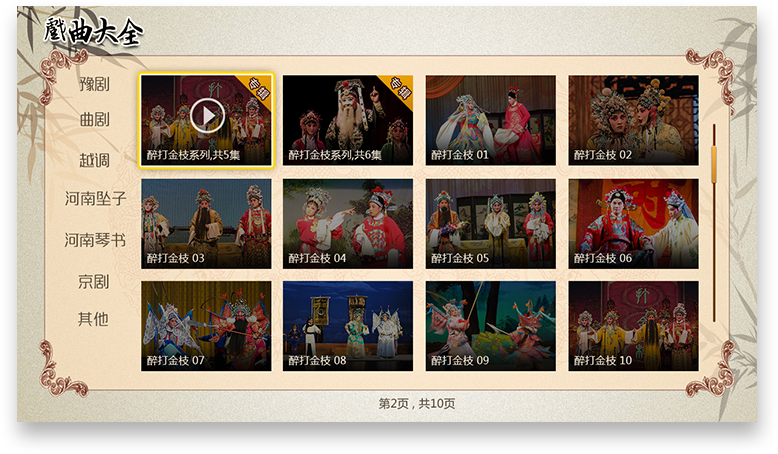 戲曲大全
豫剧
曲剧
越调
河南坠子
河南琴书
京剧
其他
专辑
醉打金枝系列,共5集
专辑
醉打金枝系列,共6集
醉打金枝 01
醉打金枝 02
醉打金枝 03
醉打金枝 04
醉打金枝 05
醉打金枝 06
醉打金枝 07
醉打金枝 08
醉打金枝 09
醉打金枝 10
第2页 , 共10页